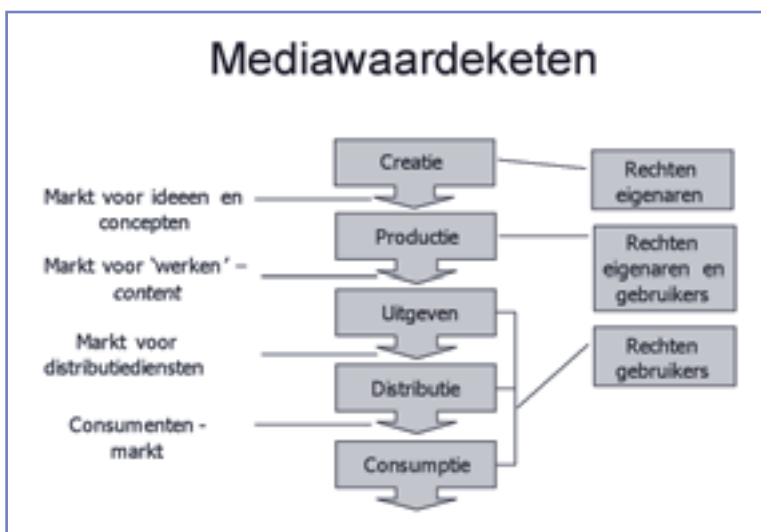 Mediawaardeketen
Creatie
Rechten
eigenaren
Markt voor ideeen en
concepten
Productie
Rechten
eigenaren en
gebruikers
Markt voor 'werken' –
content
Uitgeven
Markt voor
distributiediensten
Rechten
gebruikers
Distributie
Consumenten -
markt
Consumptie